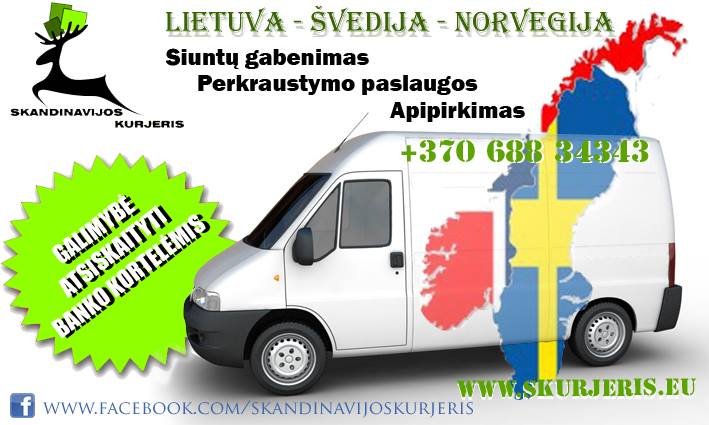 LIETUVA - ŠVEDIJA - NORVEGIJA
Siuntų gabenimas
Perkraustymo paslaugos
Apipirkimas
SKANDINAVIJOS
KURJERIS
+370 688 34343
GALIMYBĖ
ATSISKAITYTI
BANKO KORTELĖMIS
WWW.SKURJERIS.EU
f WWW.FACEBOOK.COM/SKANDINAVIJOSKURJERIS